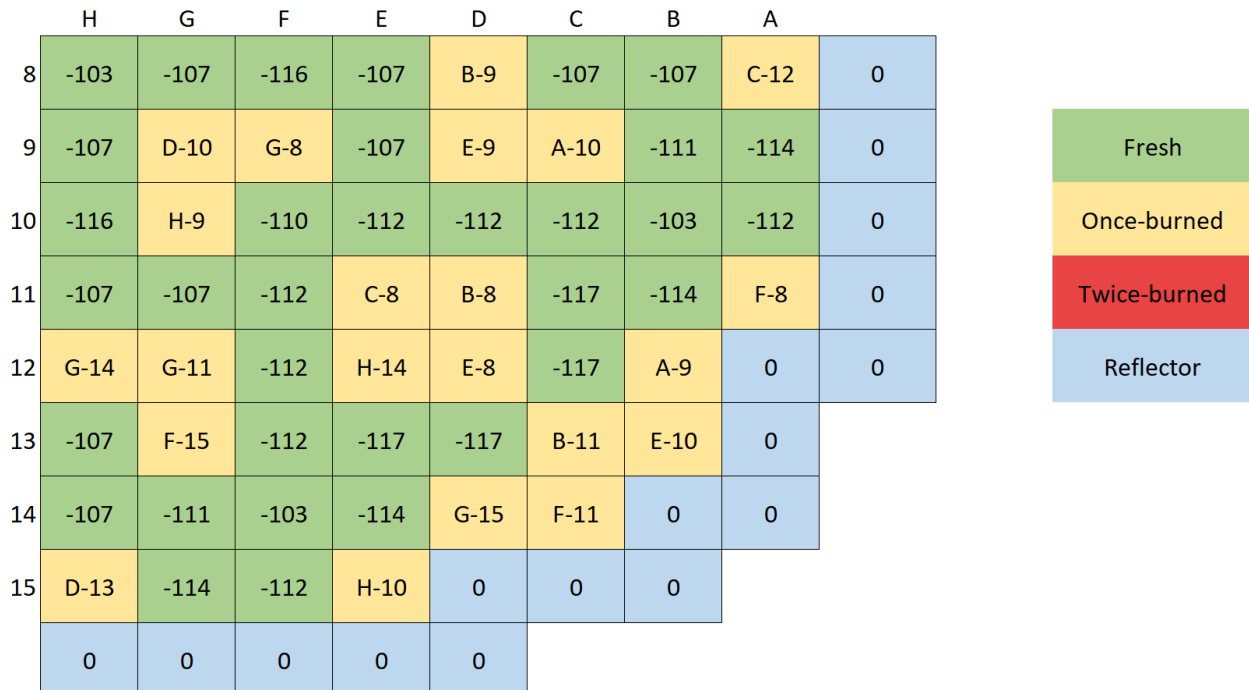 H G F E D C B A
8 -103 -107 -116 -107 B-9 -107 -107 C-12 0
9 -107 D-10 G-8 -107 E-9 A-10 -111 -114 0 Fresh
10 -116 H-9 -110 -112 -112 -112 -103 -112 0 Once-burned
11 -107 -107 -112 C-8 B-8 -117 -114 F-8 0 Twice-burned
12 G-14 G-11 -112 H-14 E-8 -117 A-9 0 0 Reflector
13 -107 F-15 -112 -117 -117 B-11 E-10 0
14 -107 -111 -103 -114 G-15 F-11 0 0
15 D-13 -114 -112 H-10 0 0 0
0 0 0 0 0